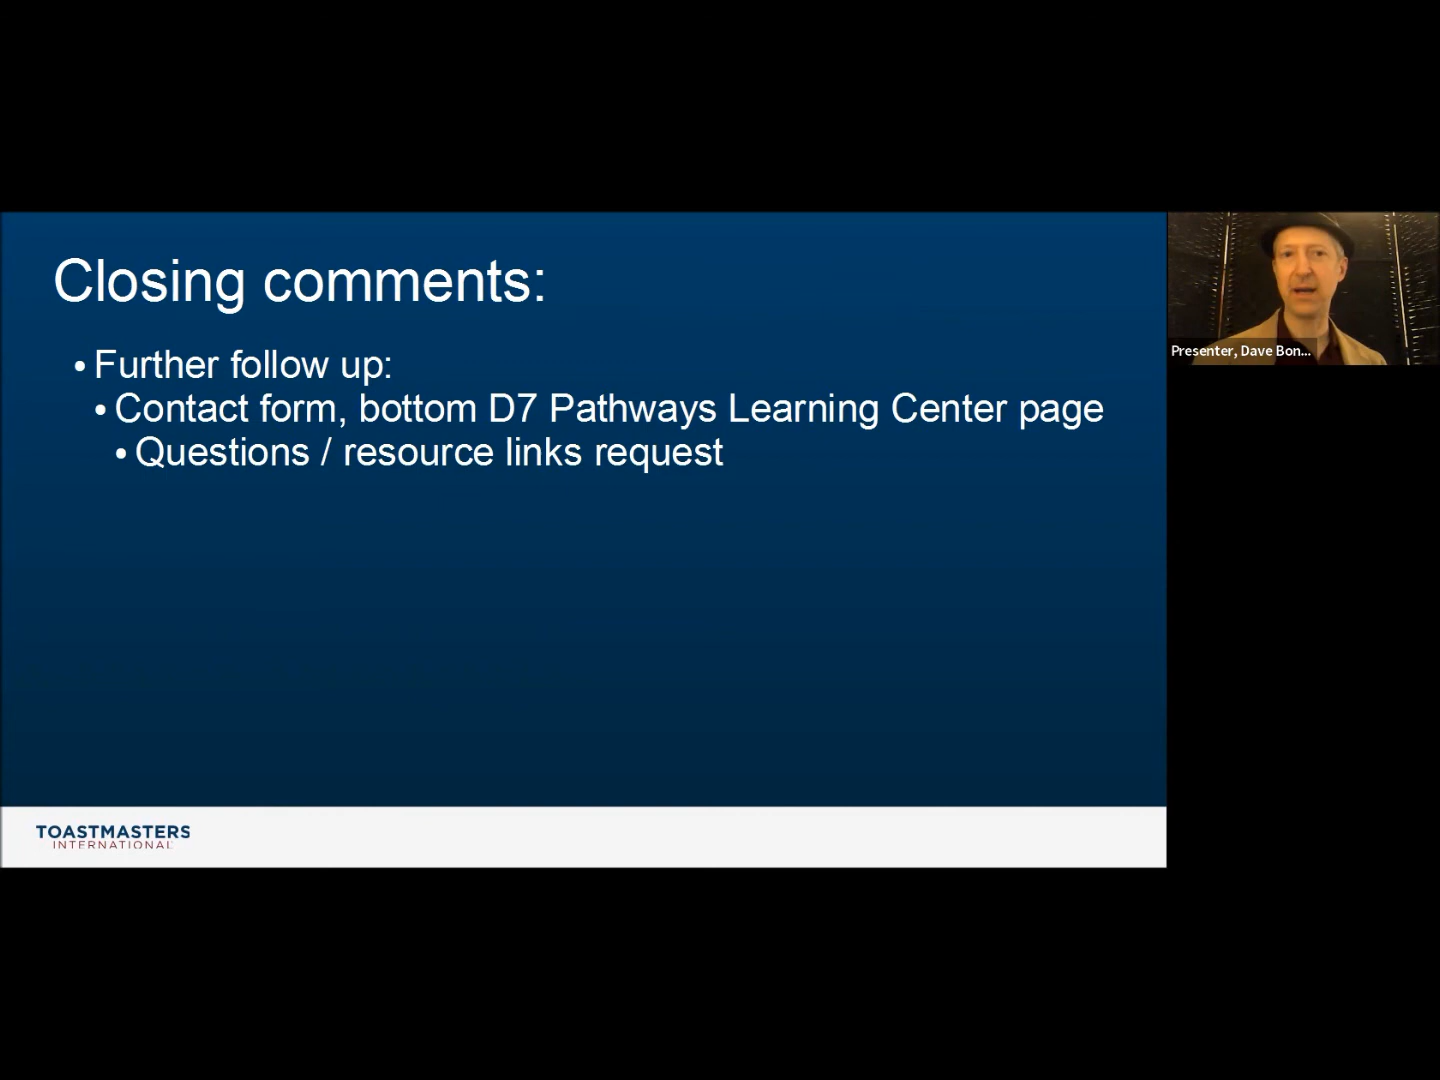 Closing comments:
• Further follow up:
• Contact form, bottom D7 Pathways Learning Center page
• Questions / resource links request
Presenter, Dave Bon...
TOASTMASTERS
INTERNATIONAL